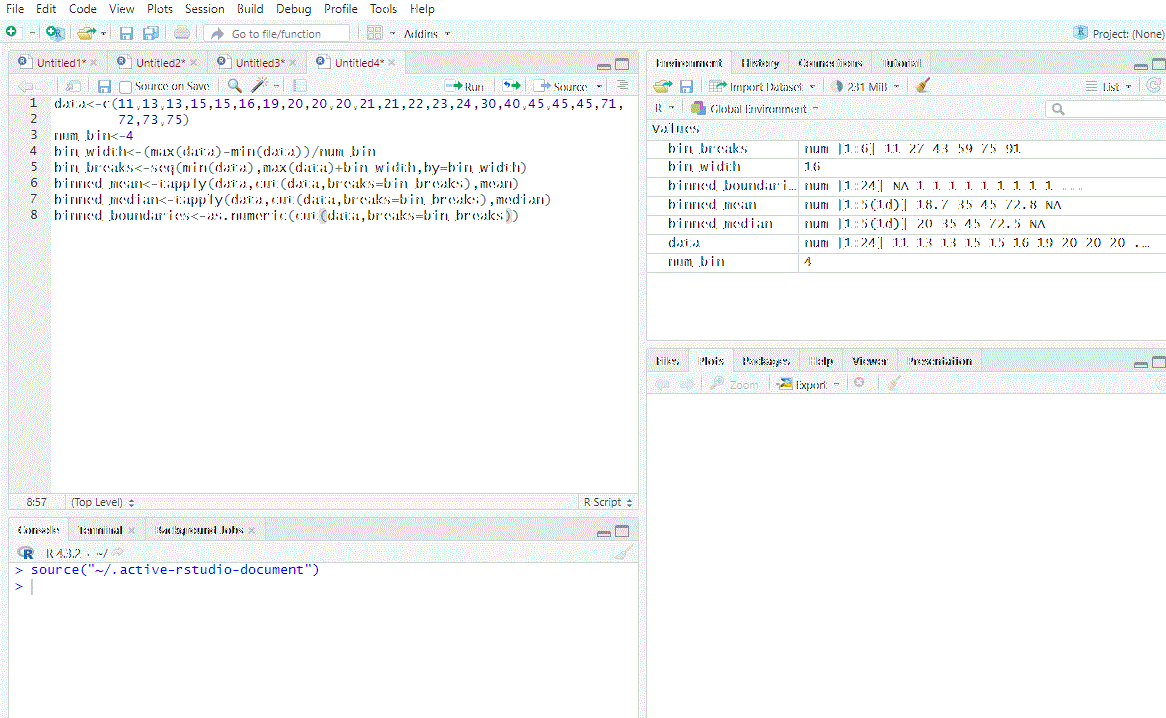 File Edit Code View Plots Session Build Debug Profile Tools Help
Go to file/function Addins Project: (None)
Untitled1* Untitled2* Untitled3* Untitled4*
Source on Save Run Source
1 data<-c(11,13,13,15,15,16,19,20,20,20,21,21,22,23,24,30,40,45,45,45,71,
2 72,73,75)
3 num_bin<-4
4 bin_width<-(max(data)-min(data))/num_bin
5 bin_breaks<-seq(min(data),max(data)+bin_width,by=bin_width)
6 binned_mean<-tapply(data,cut(data,breaks=bin_breaks),mean)
7 binned_median<-tapply(data,cut(data,breaks=bin_breaks),median)
8 binned_boundaries<-as.numeric(cut(data,breaks=bin_breaks))
8:57 (Top Level) R Script
Console Terminal Background Jobs
R 4.3.2 · ~/
> source("~/.active-rstudio-document")
>
Environment History Connections Tutorial
Import Dataset 231 MiB List
R Global Environment
Values
bin_breaks num [1:6] 11 27 43 59 75 91
bin_width 16
binned_boundari... num [1:24] NA 1 1 1 1 1 1 1 1 1 ...
binned_mean num [1:5(1d)] 18.7 35 45 72.8 NA
binned_median num [1:5(1d)] 20 35 45 72.5 NA
data num [1:24] 11 13 13 15 15 16 19 20 20 20 ...
num_bin 4
Files Plots Packages Help Viewer Presentation
Zoom Export